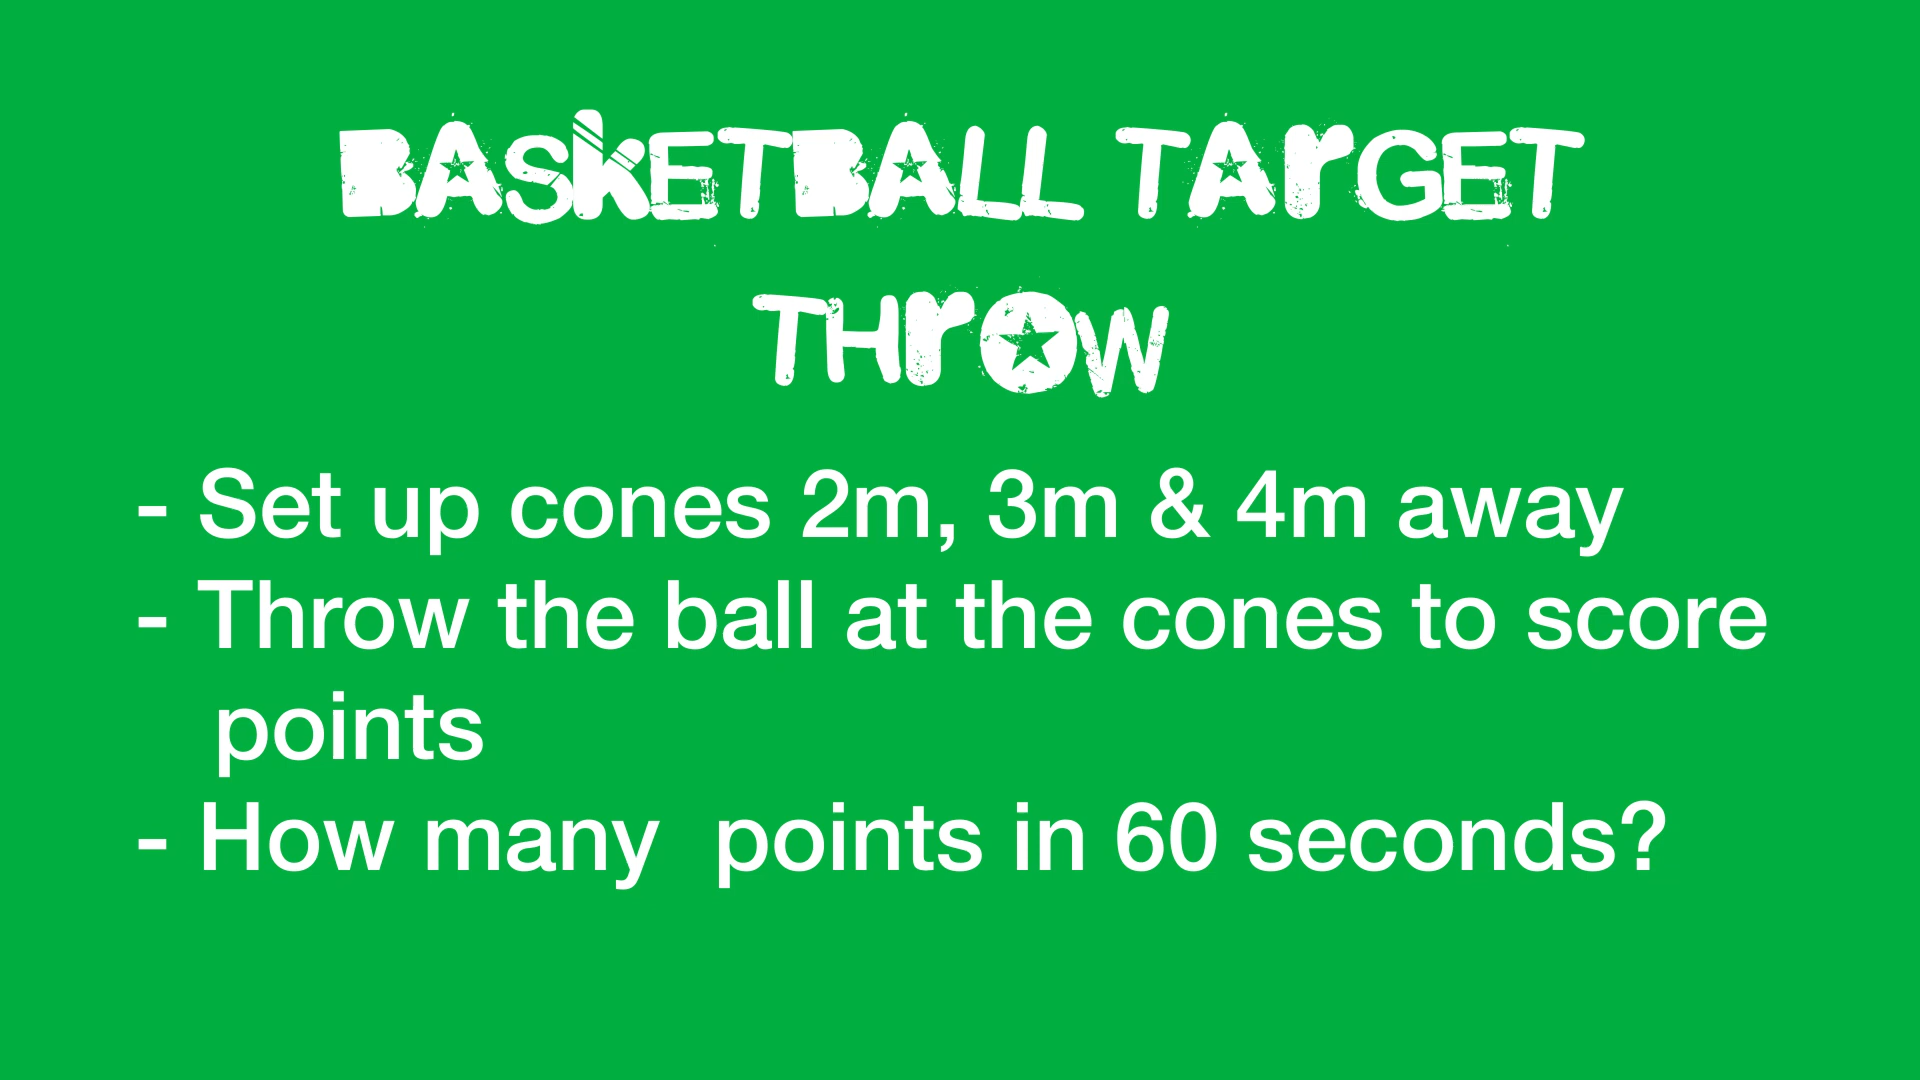 BASKETBALL TARGET
THROW
- Set up cones 2m, 3m & 4m away
- Throw the ball at the cones to score
points
- How many  points in 60 seconds?